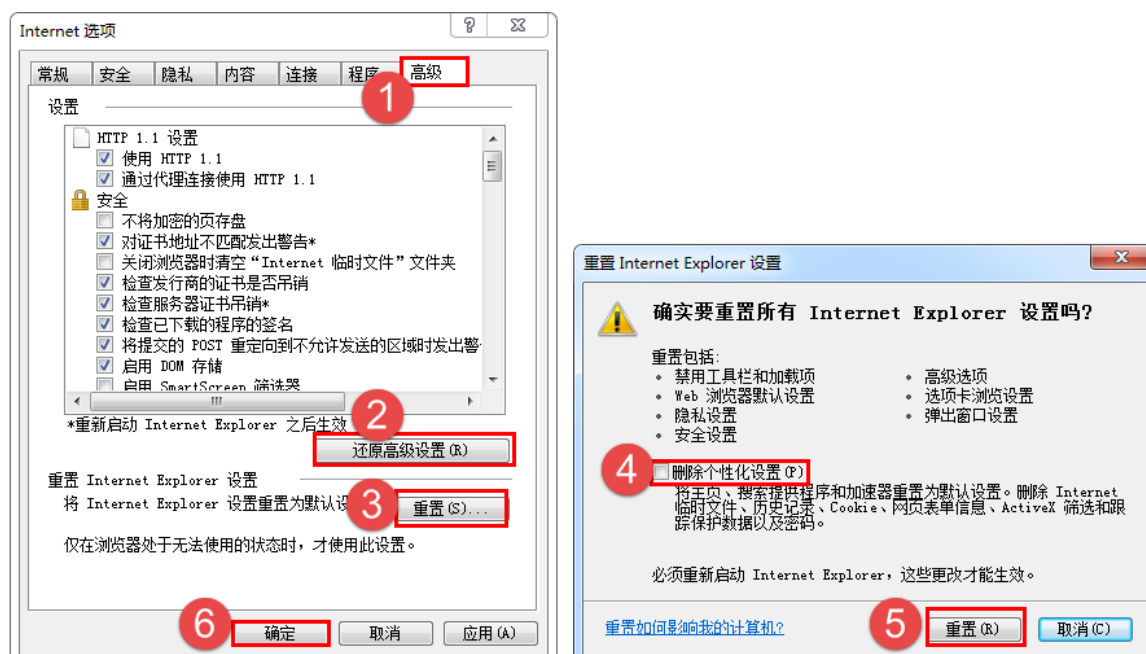 Internet 选项
常规 安全 隐私 内容 连接 程序 高级
1
设置
HTTP 1.1 设置
使用 HTTP 1.1
通过代理连接使用 HTTP 1.1
安全
不将加密的页存盘
对证书地址不匹配发出警告*
关闭浏览器时清空“Internet 临时文件”文件夹
检查发行商的证书是否吊销
检查服务器证书吊销*
检查已下载的程序的签名
将提交的 POST 重定向到不允许发送的区域时发出警
启用 DOM 存储
启用 SmartScreen 筛选器
*重新启动 Internet Explorer 之后生效
2
还原高级设置(R)
重置 Internet Explorer 设置
将 Internet Explorer 设置重置为默认设
3
重置(S)...
仅在浏览器处于无法使用的状态时，才使用此设置。
6
确定 取消 应用(A)
重置 Internet Explorer 设置
确实要重置所有 Internet Explorer 设置吗?
重置包括:
• 禁用工具栏和加载项 • 高级选项
• Web 浏览器默认设置 • 选项卡浏览设置
• 隐私设置 • 弹出窗口设置
• 安全设置
4
删除个性化设置(P)
将主页、搜索提供程序和加速器重置为默认设置。删除 Internet
临时文件、历史记录、Cookie、网页表单信息、ActiveX 筛选和跟
踪保护数据以及密码。
必须重新启动 Internet Explorer，这些更改才能生效。
重置如何影响我的计算机?
5
重置(R) 取消(C)